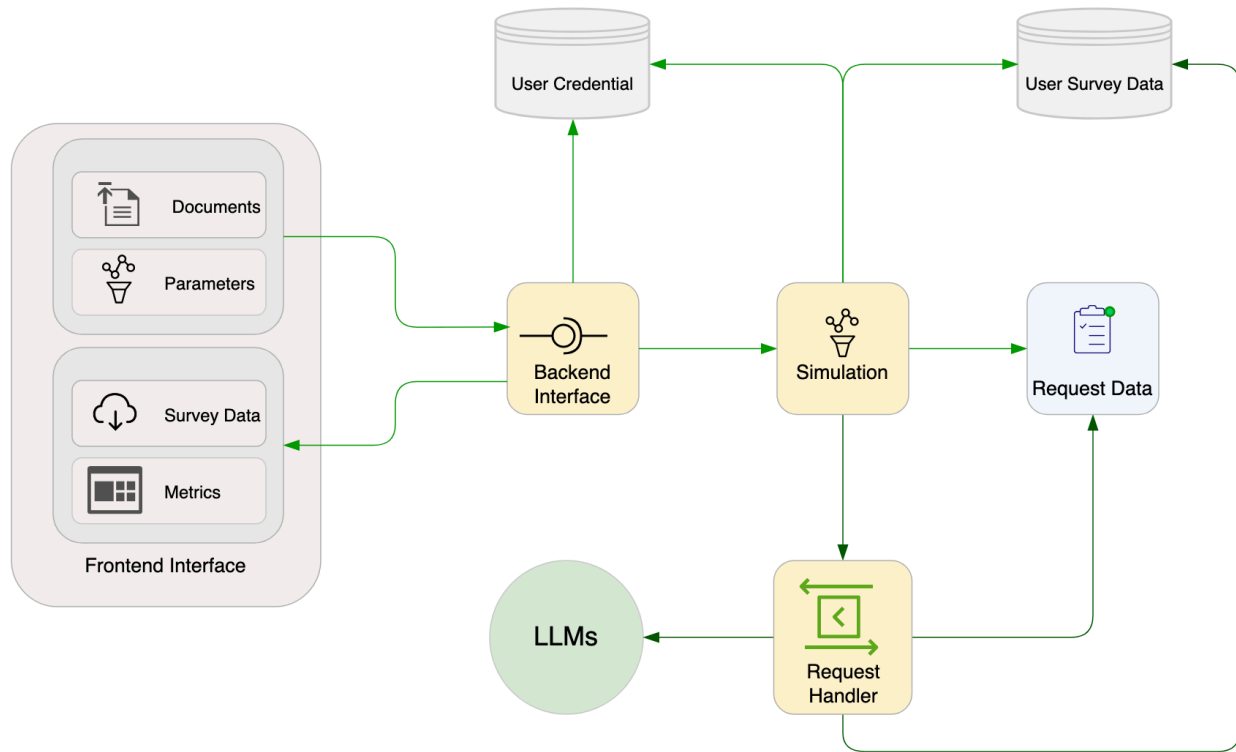 User Credential
User Survey Data
Documents
Parameters
Survey Data
Metrics
Frontend Interface
Backend
Interface
Simulation
Request Data
LLMs
Request
Handler